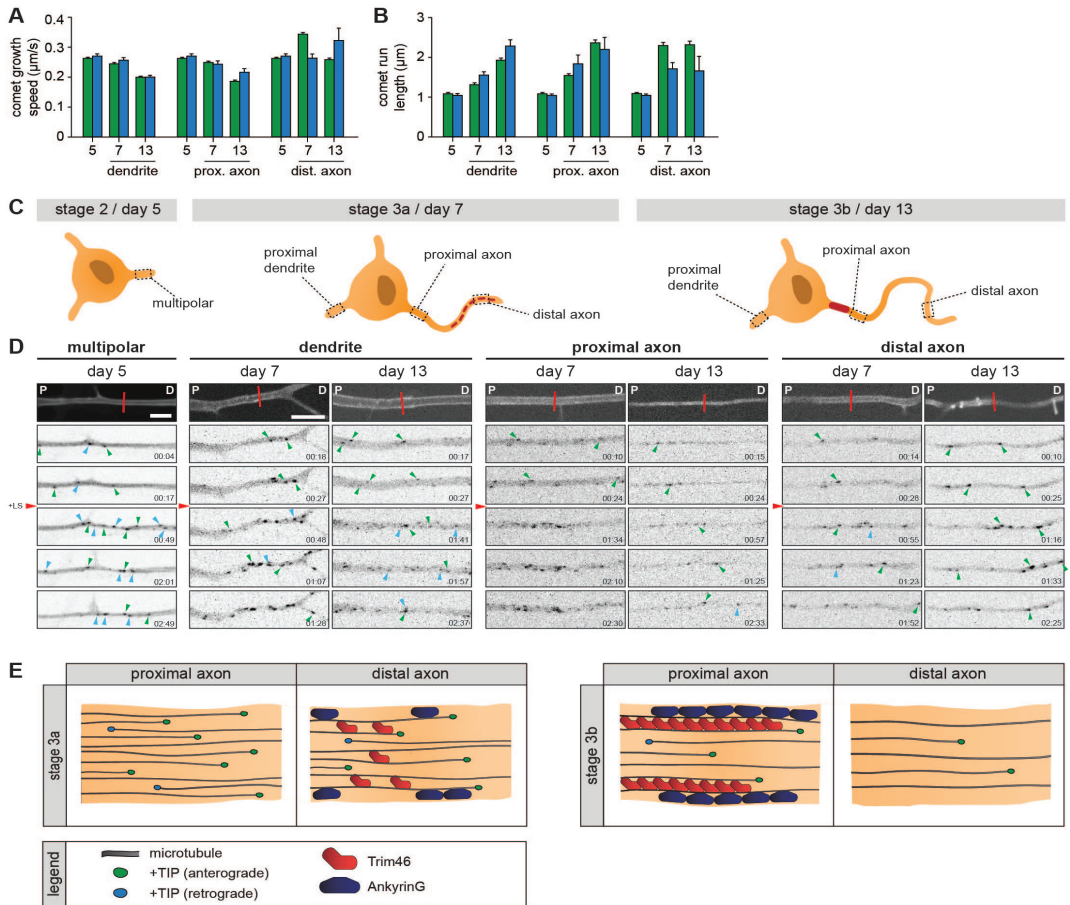 A
comet growth
speed (µm/s)
0.4
0.3
0.2
0.1
0
5 7 13 5 7 13 5 7 13
dendrite prox. axon dist. axon
B
comet run
length (µm)
3
2
1
0
5 7 13 5 7 13 5 7 13
dendrite prox. axon dist. axon
C
stage 2 / day 5 stage 3a / day 7 stage 3b / day 13
multipolar
proximal
dendrite
proximal axon
distal axon
proximal
dendrite
proximal axon
distal axon
D
multipolar dendrite proximal axon distal axon
day 5 day 7 day 13 day 7 day 13 day 7 day 13
P D P D P D P D
00:04 00:18 00:17 00:10 00:15 00:14 00:10
00:17 00:27 00:27 00:24 00:24 00:28 00:25
+LS
00:49 00:48 01:41 01:34 00:57 00:55 01:16
02:01 01:07 01:57 02:10 01:25 01:23 01:33
02:49 01:28 02:37 02:30 02:33 01:52 02:25
E
proximal axon distal axon
stage 3a
proximal axon distal axon
stage 3b
legend
microtubule
+TIP (anterograde)
+TIP (retrograde)
Trim46
AnkyrinG